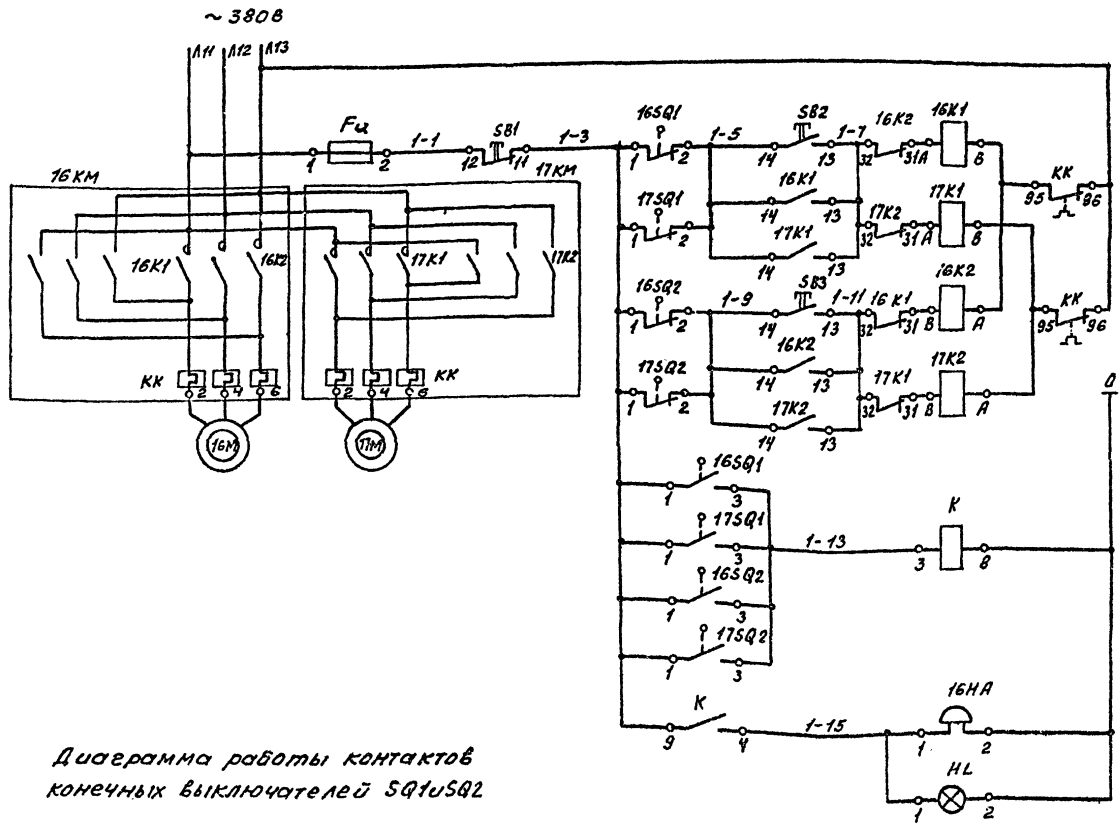 ~ 380В
Л11 Л12 Л13
Fu
1 2
1-1
SB1
12 11
1-3
16SQ1
1 2
1-5
SB2
14 13
1-7
16K2
32 31 A
16K1
B
16KM
17KM
16K1
14 13
KK
95 96
17SQ1
1 2
17K2
32 31 A
17K1
B
17K1
14 13
16K1
16K2
17K1
17K2
16SQ2
1 2
1-9
SB3
14 13
1-11
16K1
32 31 B
16K2
A
KK
95 96
16K2
14 13
KK
2 4 6
KK
2 4 6
17SQ2
1 2
17K1
32 31 B
17K2
A
0
17K2
14 13
16M
17M
16SQ1
1 3
17SQ1
1 3
1-13
K
3 8
16SQ2
1 3
17SQ2
1 3
K
9 4
1-15
16HA
1 2
HL
1 2
Диаграмма работы контактов
конечных выключателей SQ1иSQ2